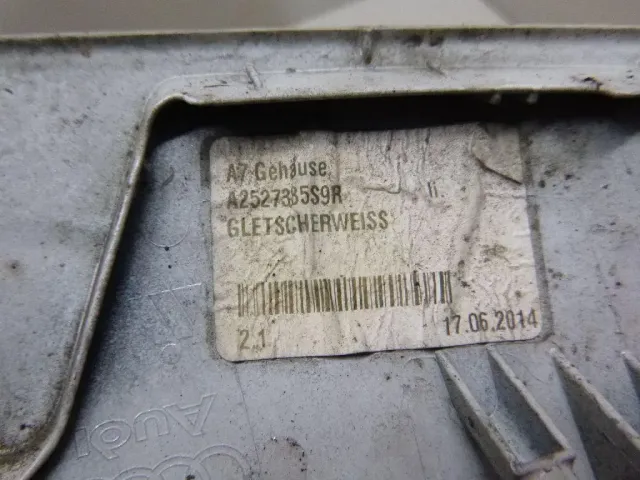 A7 Gehäuse
A2527385S9R
GLETSCHERWEISS
2.1 17.06.2014
Audi